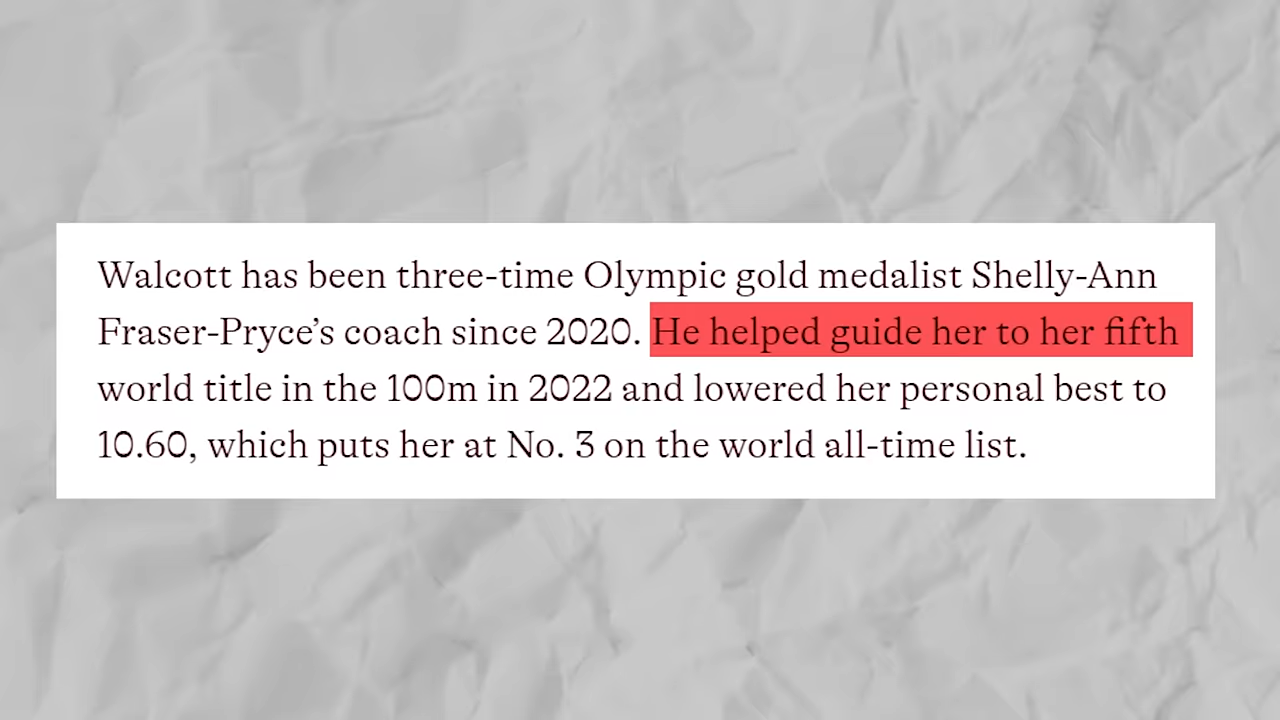 Walcott has been three-time Olympic gold medalist Shelly-Ann
Fraser-Pryce’s coach since 2020. He helped guide her to her fifth
world title in the 100m in 2022 and lowered her personal best to
10.60, which puts her at No. 3 on the world all-time list.